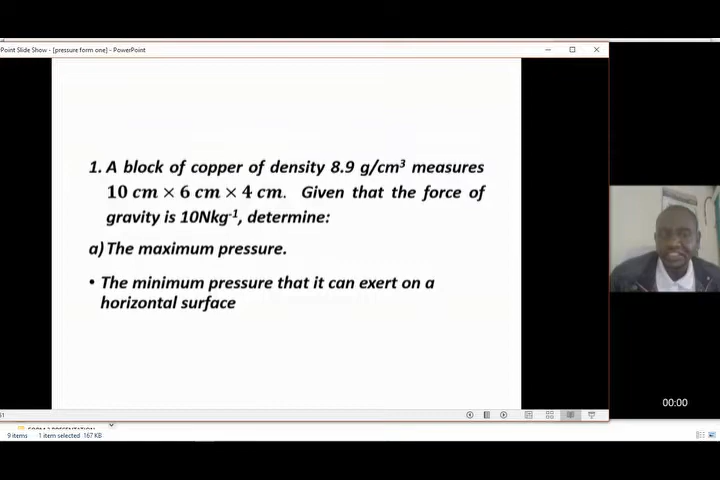 Point Slide Show - [pressure form one] - PowerPoint
1. A block of copper of density 8.9 g/cm³ measures
10 cm × 6 cm × 4 cm. Given that the force of
gravity is 10Nkg⁻¹, determine:
a) The maximum pressure.
• The minimum pressure that it can exert on a
horizontal surface
00:00
9 items 1 item selected 167 KB